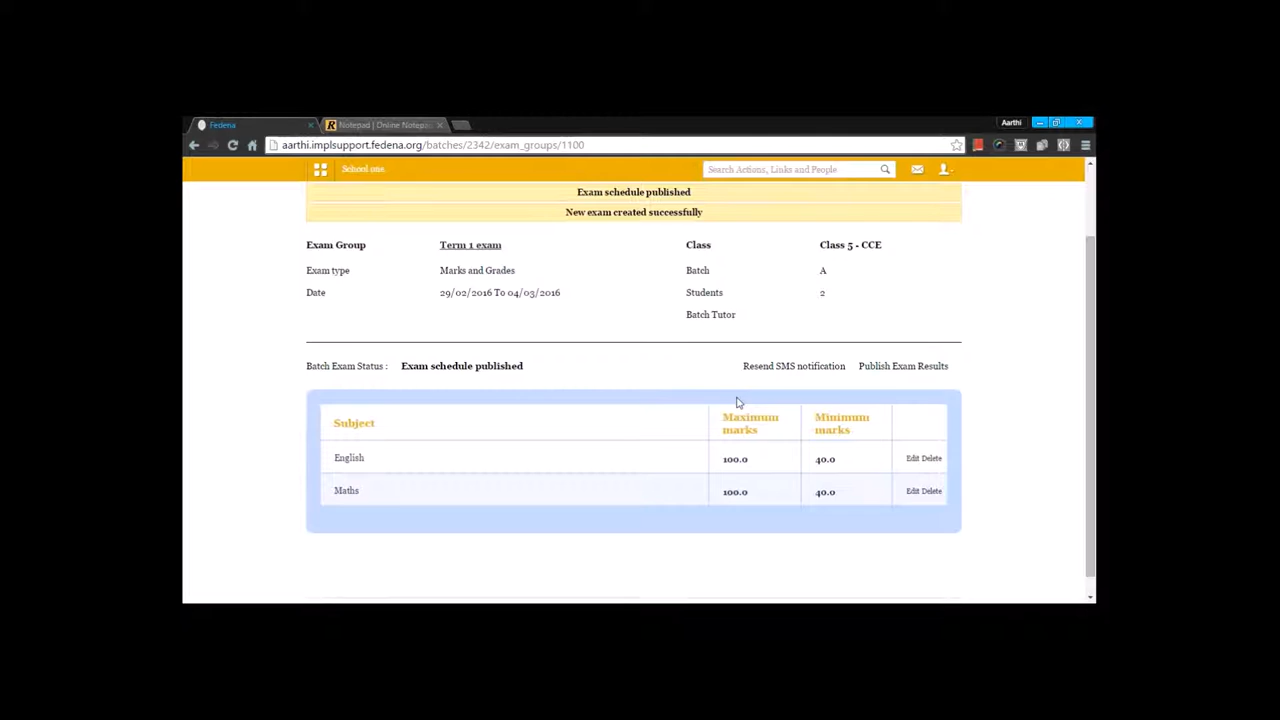 Fedena
Notepad | Online Notepa
Aarthi
aarthi.implsupport.fedena.org/batches/2342/exam_groups/1100
School one
Search Actions, Links and People
Exam schedule published
New exam created successfully
Exam Group Term 1 exam Class Class 5 - CCE
Exam type Marks and Grades Batch A
Date 29/02/2016 To 04/03/2016 Students 2
Batch Tutor
Batch Exam Status : Exam schedule published Resend SMS notification Publish Exam Results
Subject Maximum marks Minimum marks
English 100.0 40.0 Edit Delete
Maths 100.0 40.0 Edit Delete